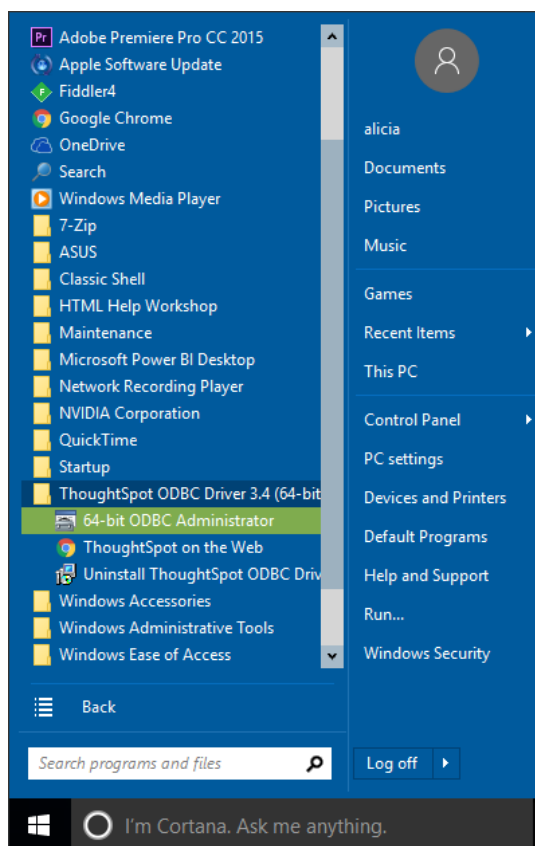 Adobe Premiere Pro CC 2015
Apple Software Update
Fiddler4
Google Chrome
OneDrive
Search
Windows Media Player
7-Zip
ASUS
Classic Shell
HTML Help Workshop
Maintenance
Microsoft Power BI Desktop
Network Recording Player
NVIDIA Corporation
QuickTime
Startup
ThoughtSpot ODBC Driver 3.4 (64-bit
64-bit ODBC Administrator
ThoughtSpot on the Web
Uninstall ThoughtSpot ODBC Driv
Windows Accessories
Windows Administrative Tools
Windows Ease of Access
Back
Search programs and files
alicia
Documents
Pictures
Music
Games
Recent Items
This PC
Control Panel
PC settings
Devices and Printers
Default Programs
Help and Support
Run...
Windows Security
Log off
I'm Cortana. Ask me anything.